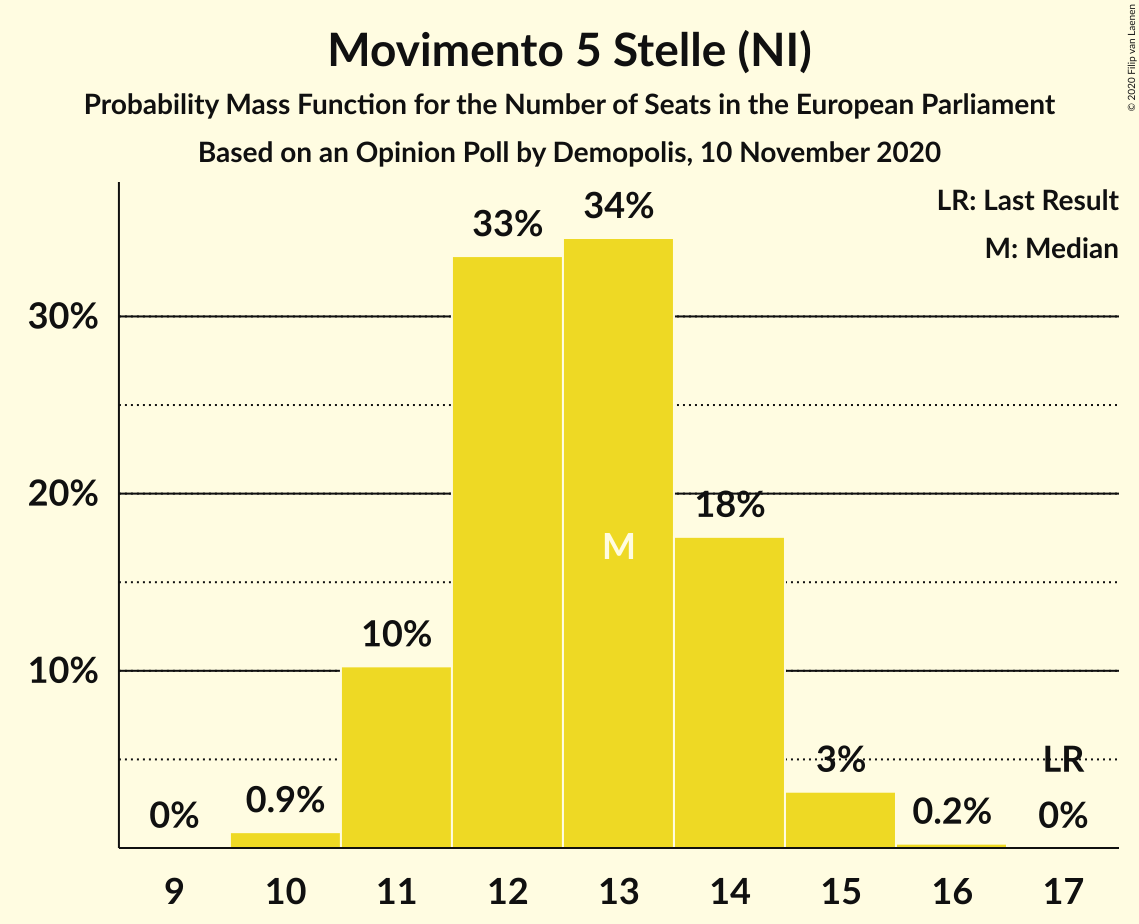 Movimento 5 Stelle (NI)
Probability Mass Function for the Number of Seats in the European Parliament
Based on an Opinion Poll by Demopolis, 10 November 2020
© 2020 Filip van Laenen
LR: Last Result
M: Median
30%
20%
10%
0%
0.9%
10%
33%
34%
M
18%
3%
0.2%
LR
0%
9 10 11 12 13 14 15 16 17